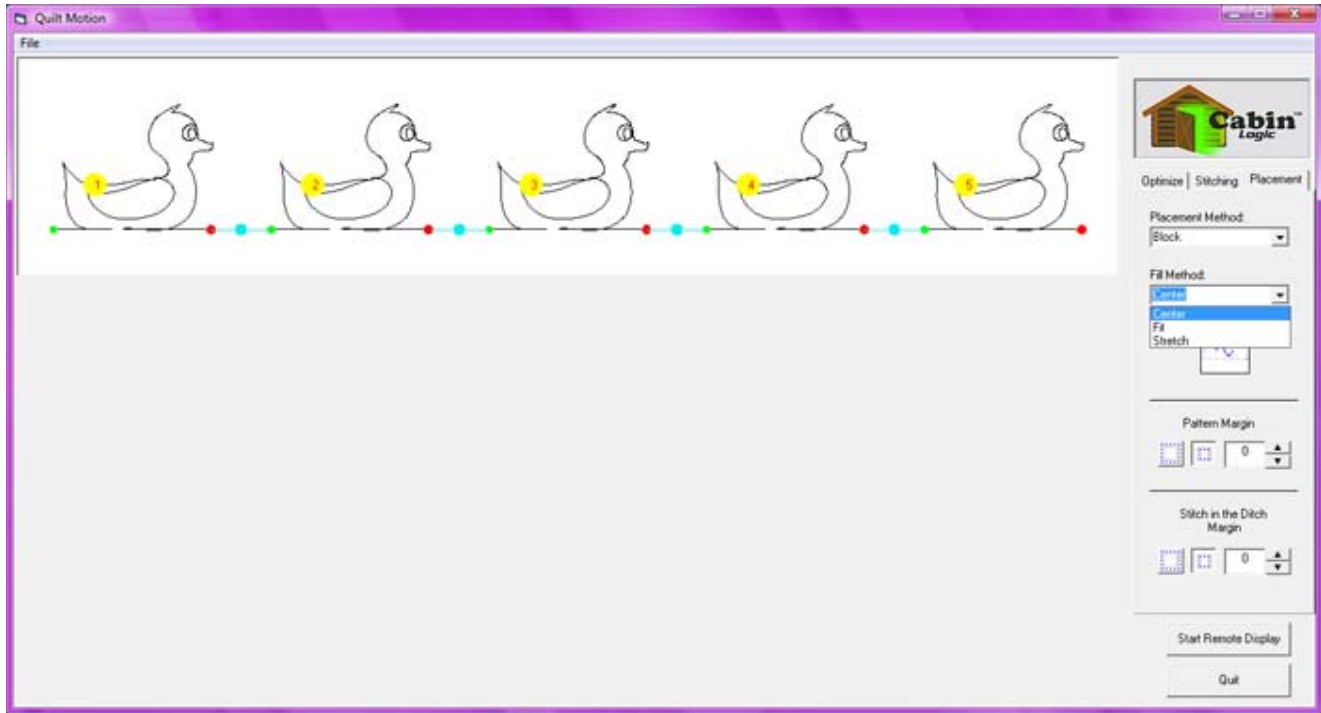 Quilt Motion
File
1
2
3
4
5
Cabin™
Logic
Optimize
Stitching
Placement
Placement Method:
Block
Fill Method:
Center
Center
Fit
Stretch
Pattern Margin
0
Stitch in the Ditch
Margin
0
Start Remote Display
Quit